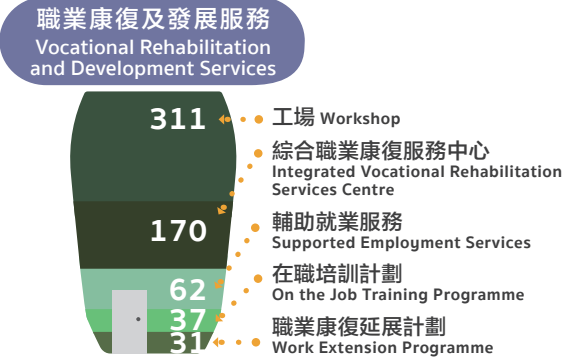 職業康復及發展服務
Vocational Rehabilitation
and Development Services
311
工場 Workshop
綜合職業康復服務中心
Integrated Vocational Rehabilitation
Services Centre
170
輔助就業服務
Supported Employment Services
62
在職培訓計劃
On the Job Training Programme
37
職業康復延展計劃
31
Work Extension Programme